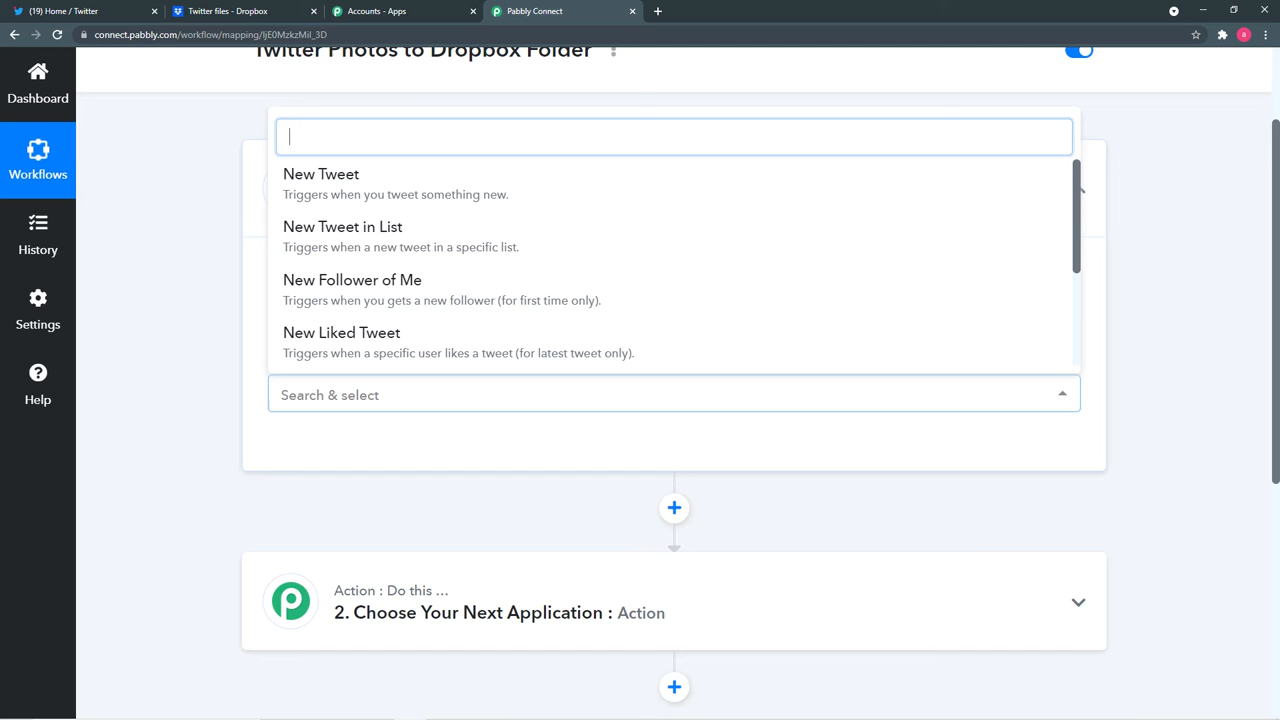 (19) Home / Twitter
Twitter files - Dropbox
Accounts - Apps
Pabbly Connect
connect.pabbly.com/workflow/mapping/IjE0MzkzMiI_3D
a
Twitter Photos to Dropbox Folder
Dashboard
Workflows
History
Settings
Help
New Tweet
Triggers when you tweet something new.
New Tweet in List
Triggers when a new tweet in a specific list.
New Follower of Me
Triggers when you gets a new follower (for first time only).
New Liked Tweet
Triggers when a specific user likes a tweet (for latest tweet only).
Search & select
Action : Do this ...
2. Choose Your Next Application : Action